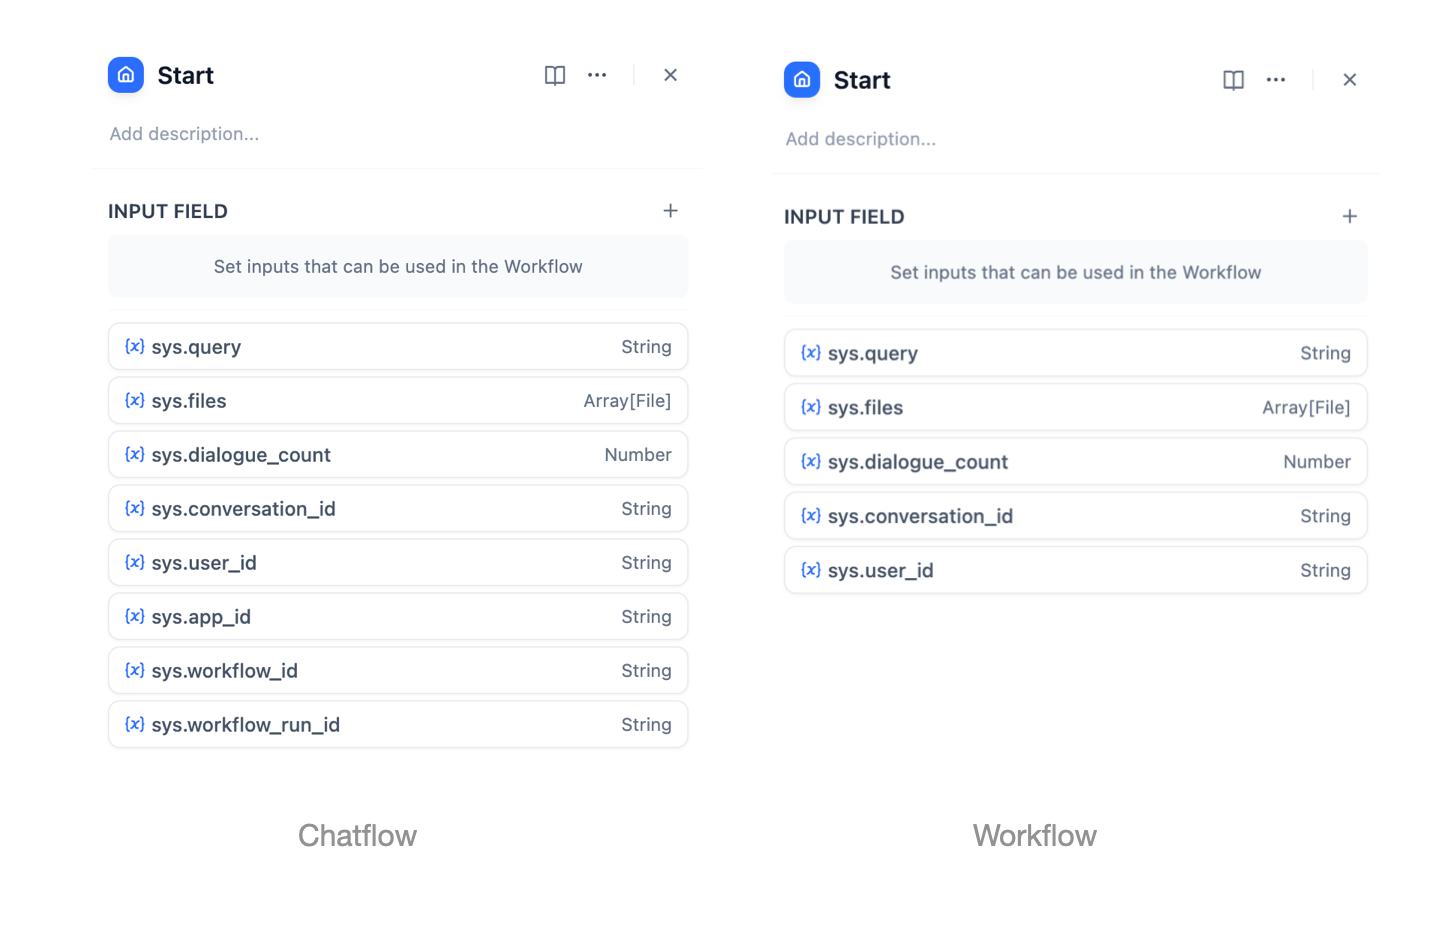 Start
Add description...
INPUT FIELD
Set inputs that can be used in the Workflow
{x} sys.query String
{x} sys.files Array[File]
{x} sys.dialogue_count Number
{x} sys.conversation_id String
{x} sys.user_id String
{x} sys.app_id String
{x} sys.workflow_id String
{x} sys.workflow_run_id String
Chatflow
Start
Add description...
INPUT FIELD
Set inputs that can be used in the Workflow
{x} sys.query String
{x} sys.files Array[File]
{x} sys.dialogue_count Number
{x} sys.conversation_id String
{x} sys.user_id String
Workflow